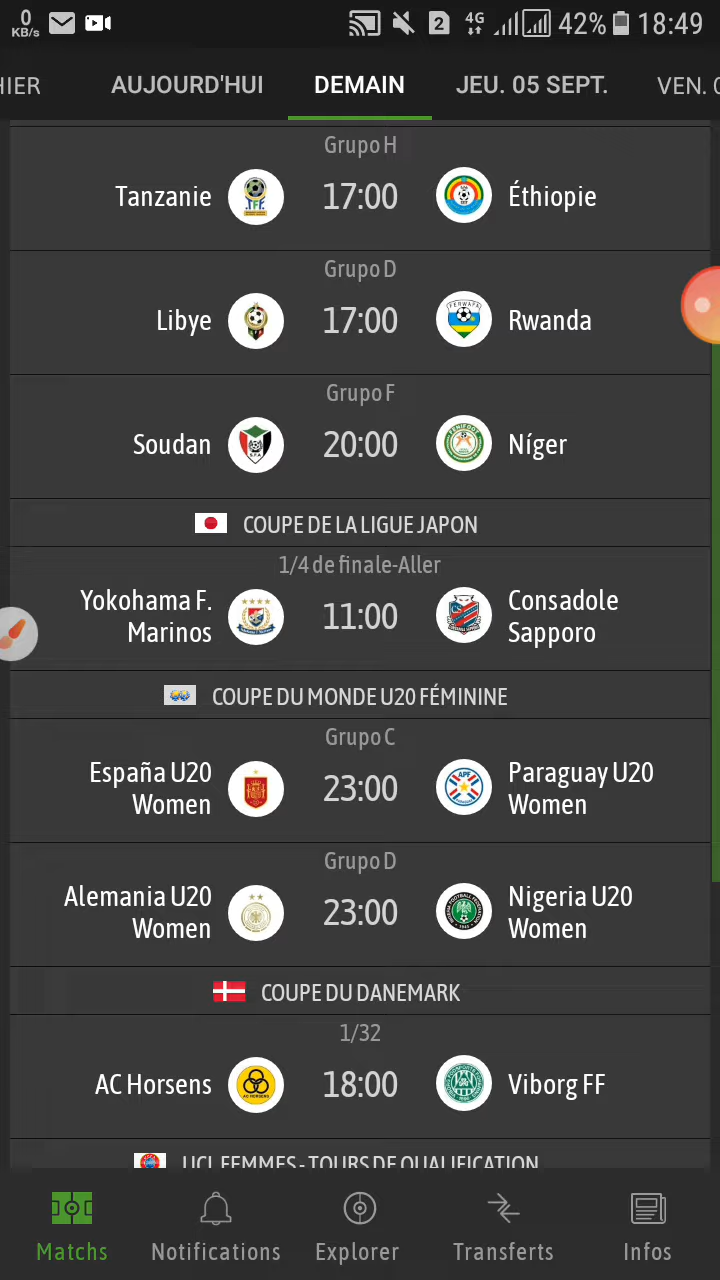 0
KB/s
2 4G 42% 18:49
HIER AUJOURD'HUI DEMAIN JEU. 05 SEPT. VEN. 0
Grupo H
Tanzanie 17:00 Éthiopie
Grupo D
Libye 17:00 Rwanda
Grupo F
Soudan 20:00 Níger
COUPE DE LA LIGUE JAPON
1/4 de finale-Aller
Yokohama F. Marinos 11:00 Consadole Sapporo
COUPE DU MONDE U20 FÉMININE
Grupo C
España U20 Women 23:00 Paraguay U20 Women
Grupo D
Alemania U20 Women 23:00 Nigeria U20 Women
COUPE DU DANEMARK
1/32
AC Horsens 18:00 Viborg FF
UCL FEMMES - TOURS DE QUALIFICATION
Matchs Notifications Explorer Transferts Infos